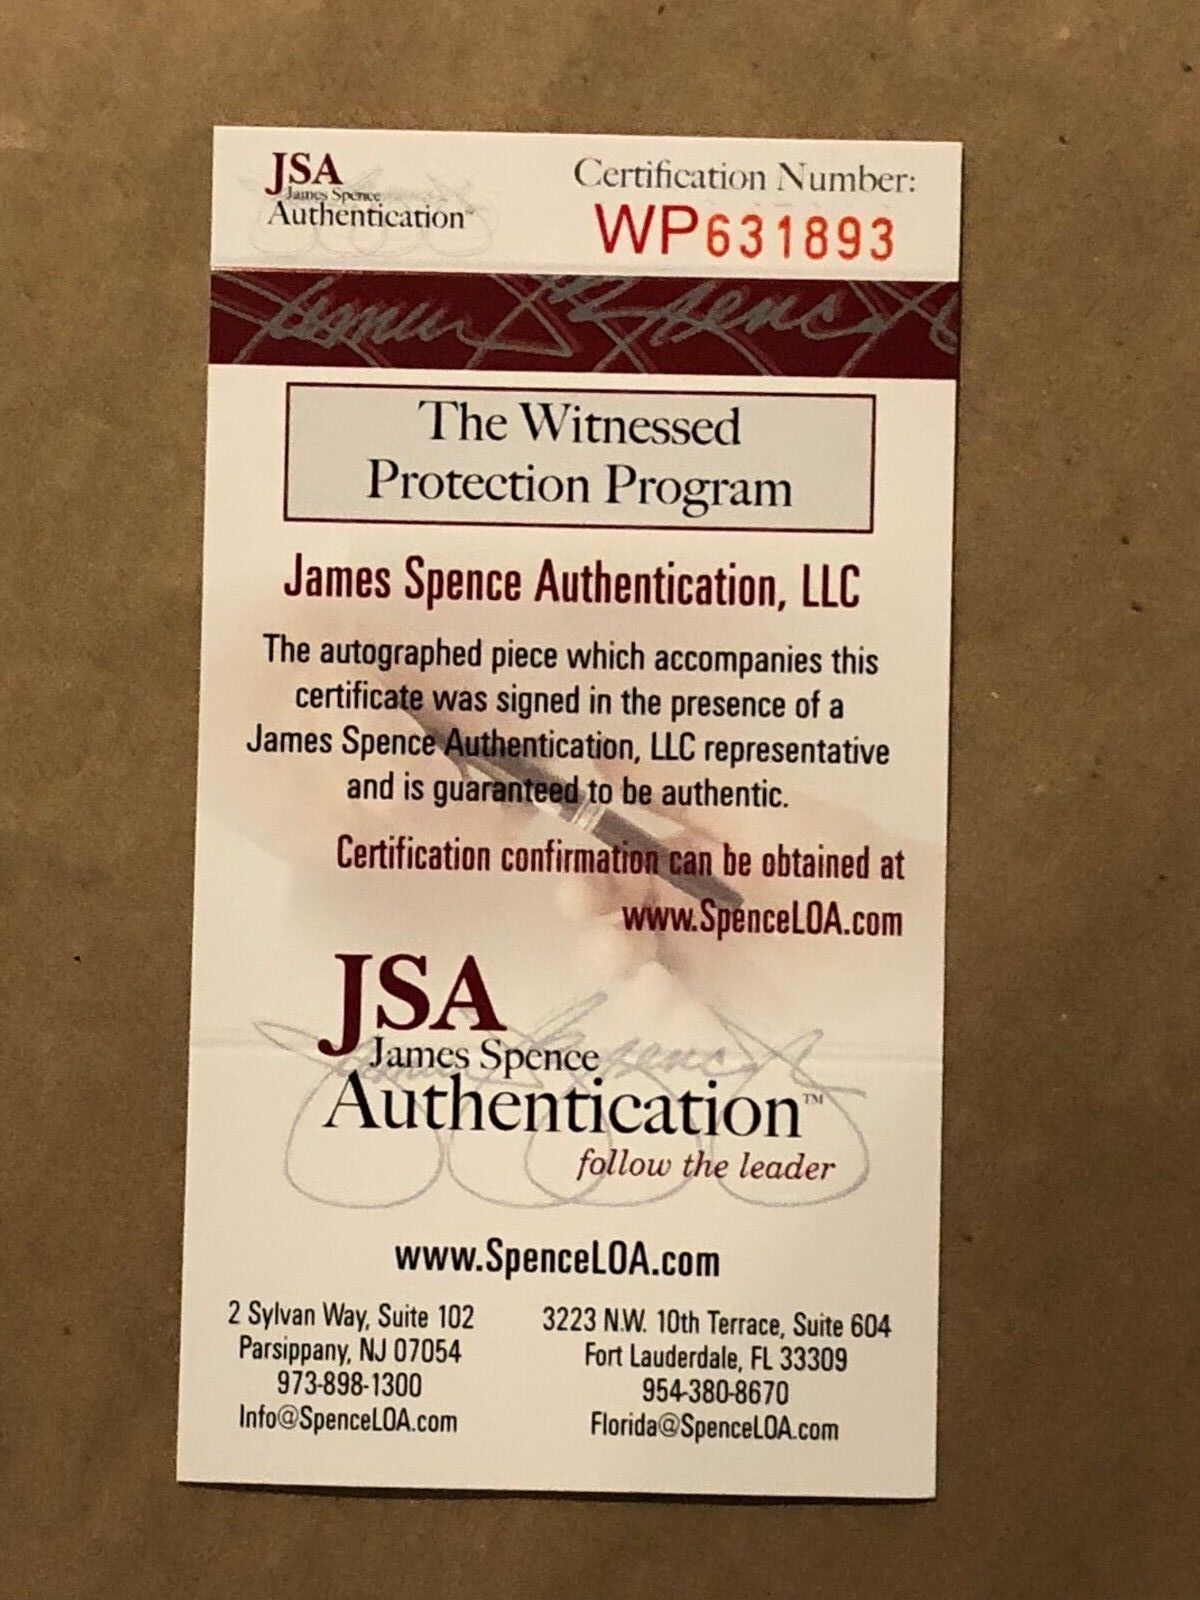 JSA
James Spence
Authentication™
Certification Number:
WP631893
The Witnessed
Protection Program
James Spence Authentication, LLC
The autographed piece which accompanies this
certificate was signed in the presence of a
James Spence Authentication, LLC representative
and is guaranteed to be authentic.
Certification confirmation can be obtained at
www.SpenceLOA.com
JSA
James Spence
Authentication™
follow the leader
www.SpenceLOA.com
2 Sylvan Way, Suite 102
Parsippany, NJ 07054
973-898-1300
Info@SpenceLOA.com
3223 N.W. 10th Terrace, Suite 604
Fort Lauderdale, FL 33309
954-380-8670
Florida@SpenceLOA.com